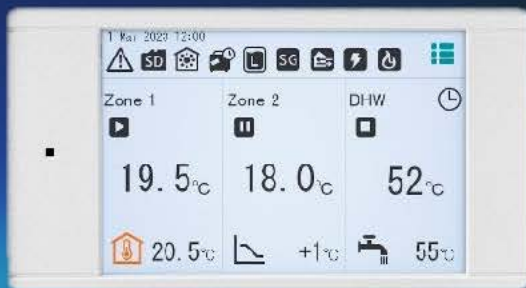 1 Mar 2023 12:00
SD SG
Zone 1 Zone 2 DHW
19.5°C 18.0°C 52°C
20.5°C +1°C 55°C